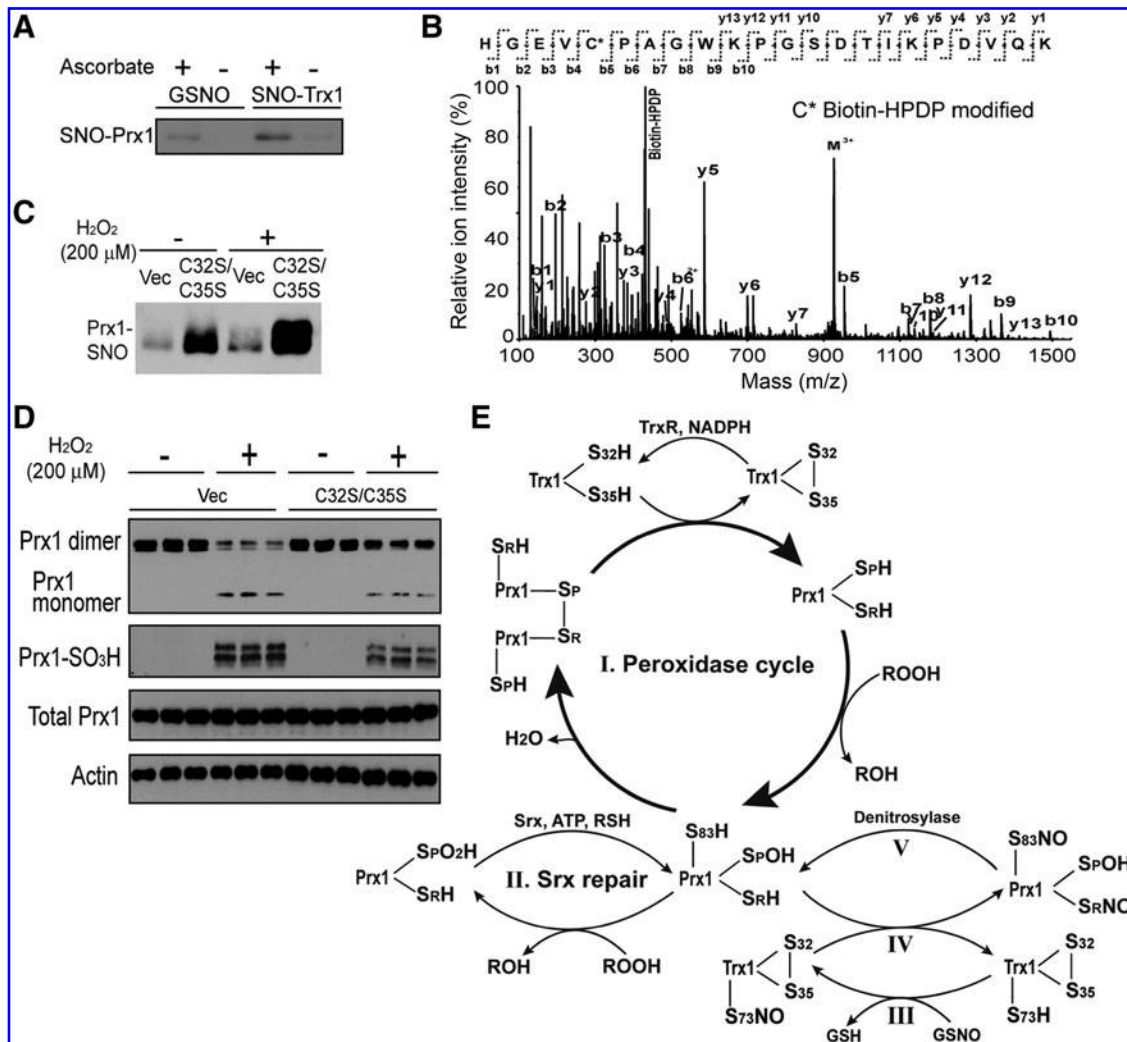 A
Ascorbate + - + -
GSNO SNO-Trx1
SNO-Prx1
B
y13 y12 y11 y10 y7 y6 y5 y4 y3 y2 y1
H G E V C* P A G W K P G S D T I K P D V Q K
b1 b2 b3 b4 b5 b6 b7 b8 b9 b10
C* Biotin-HPDP modified
Relative ion intensity (%)
100
80
60
40
20
0
b1
y1
b2
y2
b3
y3
b4
Biotin-HPDP
y4
b6 2+
y5
y6
y7
M 3+
b5
b7
b8
y11
y12
b9
y13
b10
100 300 500 700 900 1100 1300 1500
Mass (m/z)
C
H2O2
(200 µM)
- +
Vec C32S/C35S Vec C32S/C35S
Prx1-
SNO
D
H2O2
(200 µM)
- + - +
Vec C32S/C35S
Prx1 dimer
Prx1
monomer
Prx1-SO3H
Total Prx1
Actin
E
TrxR, NADPH
Trx1 S32H S35H
Trx1 S32 S35
SRH
Prx1 SP
Prx1 SR
SPH
Prx1 SPH SRH
I. Peroxidase cycle
ROOH
ROH
H2O
Srx, ATP, RSH
Prx1 SPO2H SRH
II. Srx repair
S83H
Prx1 SPOH SRH
ROH ROOH
Denitrosylase
V
S83NO
Prx1 SPOH SRNO
IV
Trx1 S32 S35
S73NO
Trx1 S32 S35
S73H
III
GSH GSNO